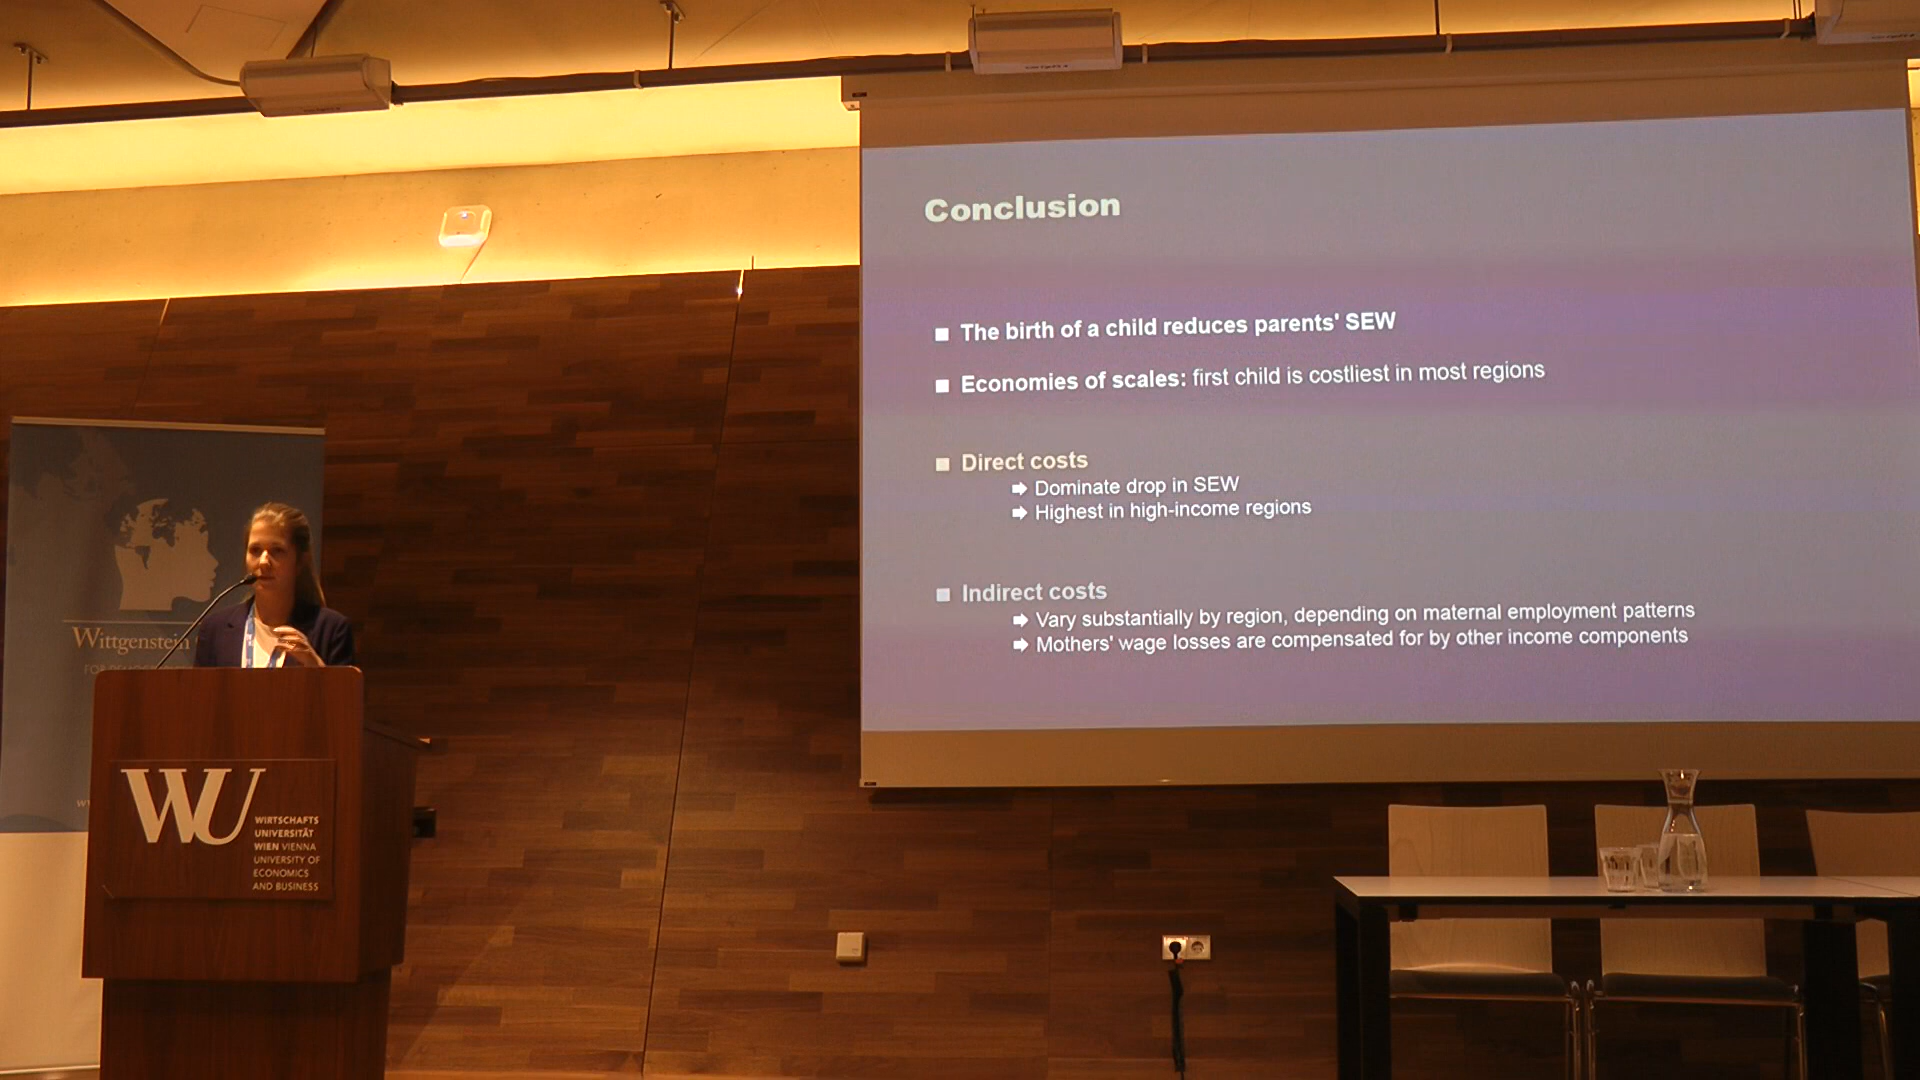 Conclusion
The birth of a child reduces parents' SEW
Economies of scales: first child is costliest in most regions
Direct costs
Dominate drop in SEW
Highest in high-income regions
Indirect costs
Vary substantially by region, depending on maternal employment patterns
Mothers' wage losses are compensated for by other income components
Wittgenstein
WU
WIRTSCHAFTS
UNIVERSITÄT
WIEN VIENNA
UNIVERSITY OF
ECONOMICS
AND BUSINESS